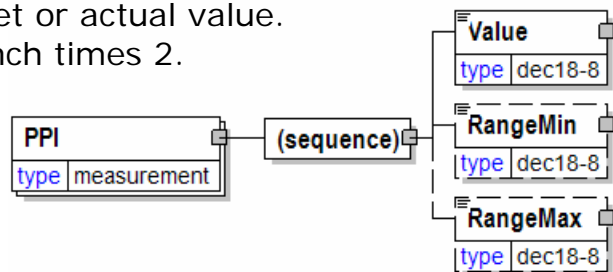 et or actual value.
nch times 2.
PPI
type measurement
(sequence)
Value
type dec18-8
RangeMin
type dec18-8
RangeMax
type dec18-8